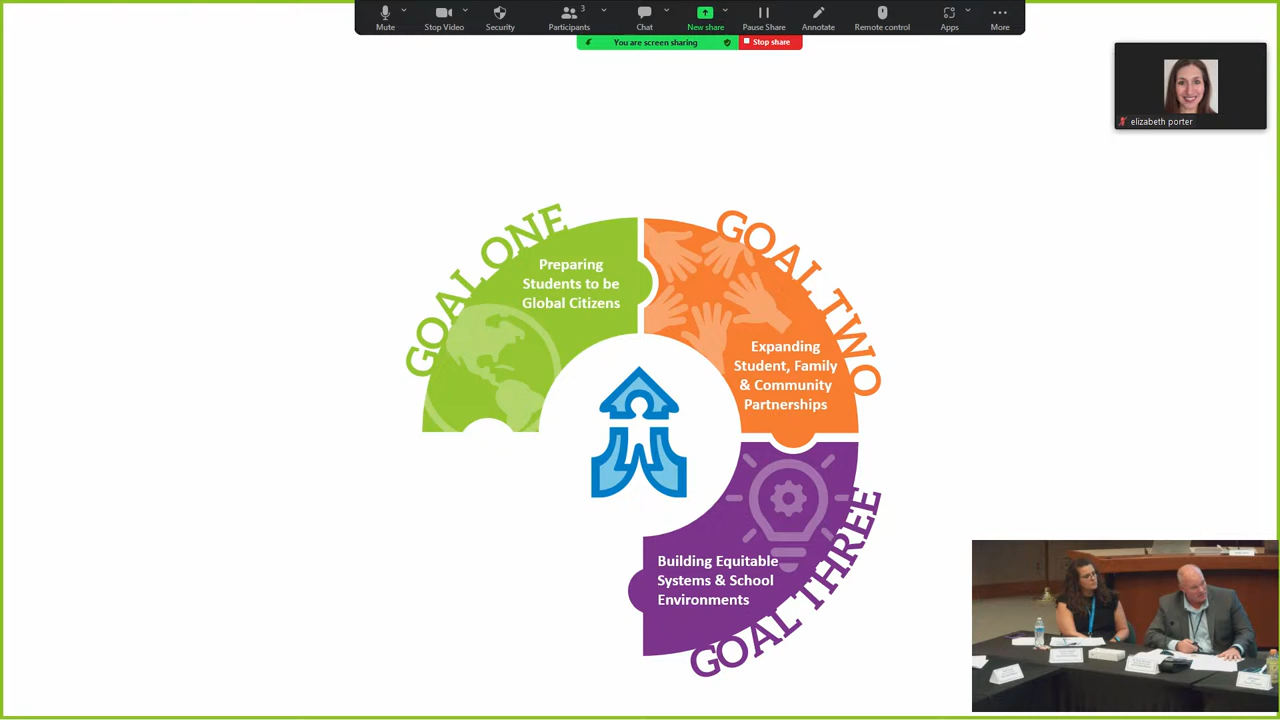 Mute
Stop Video
Security
Participants
3
Chat
New share
Pause Share
Annotate
Remote control
Apps
More
You are screen sharing
Stop share
elizabeth porter
GOAL ONE
Preparing
Students to be
Global Citizens
GOAL TWO
Expanding
Student, Family
& Community
Partnerships
GOAL THREE
Building Equitable
Systems & School
Environments